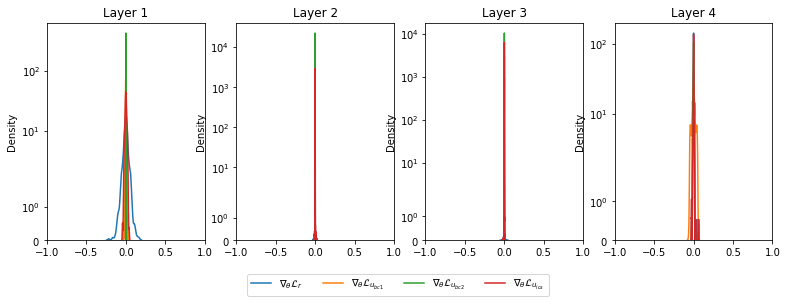 Layer 1 Layer 2 Layer 3 Layer 4
Density Density Density Density
10² 10⁴ 10⁴ 10²
10¹ 10³ 10³ 10¹
10⁰ 10² 10² 10⁰
0 10¹ 10¹ 0
10⁰ 10⁰
0 0
−1.0 −0.5 0.0 0.5 1.0 −1.0 −0.5 0.0 0.5 1.0 −1.0 −0.5 0.0 0.5 1.0 −1.0 −0.5 0.0 0.5 1.0
∇θℒr ∇θℒu_bc1 ∇θℒu_bc2 ∇θℒu_ics